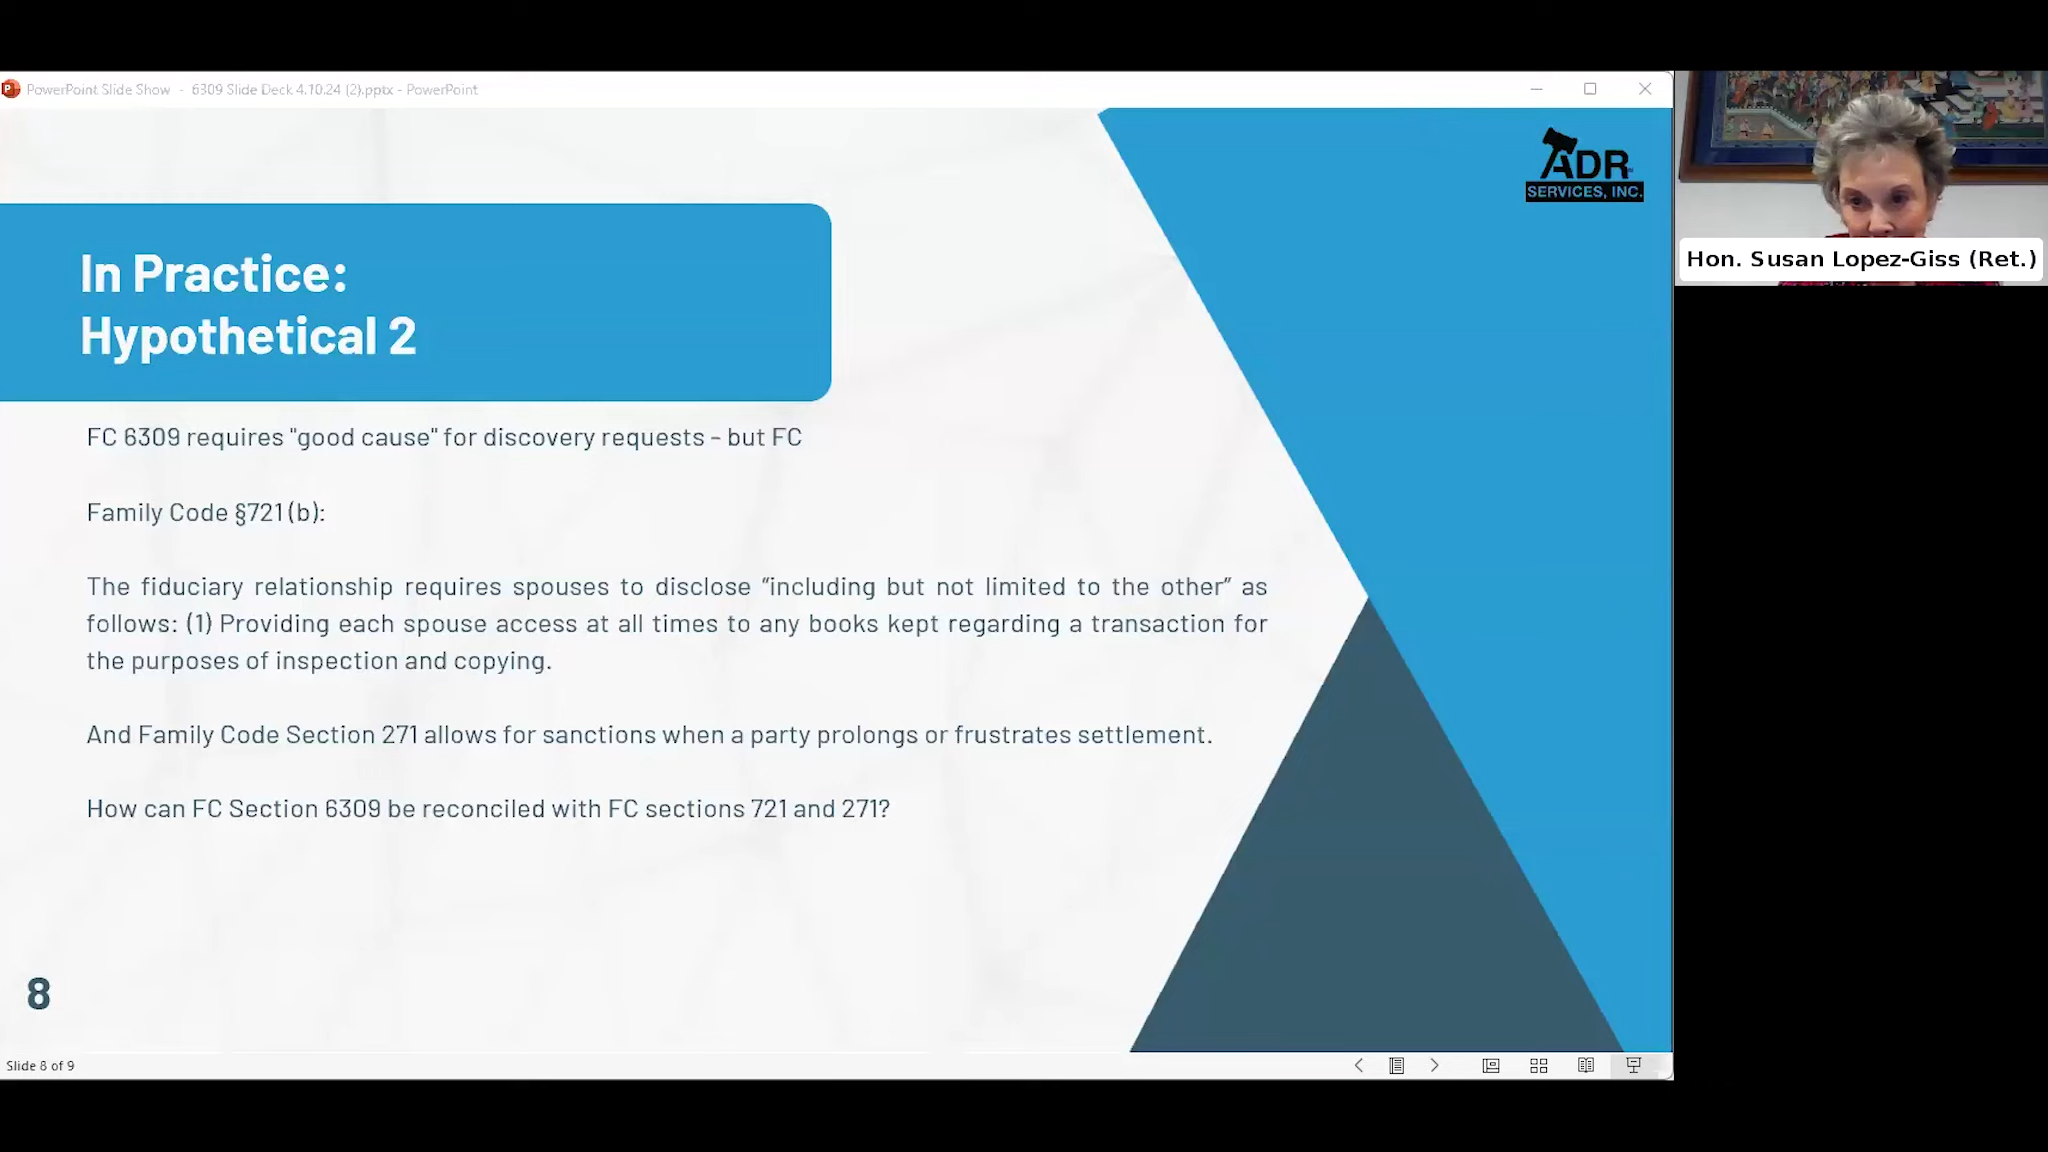 PowerPoint Slide Show - 6309 Slide Deck 4.10.24 (2).pptx - PowerPoint
ADR
SERVICES, INC.
Hon. Susan Lopez-Giss (Ret.)
In Practice:
Hypothetical 2
FC 6309 requires "good cause" for discovery requests – but FC
Family Code §721 (b):
The fiduciary relationship requires spouses to disclose “including but not limited to the other” as
follows: (1) Providing each spouse access at all times to any books kept regarding a transaction for
the purposes of inspection and copying.
And Family Code Section 271 allows for sanctions when a party prolongs or frustrates settlement.
How can FC Section 6309 be reconciled with FC sections 721 and 271?
8
Slide 8 of 9